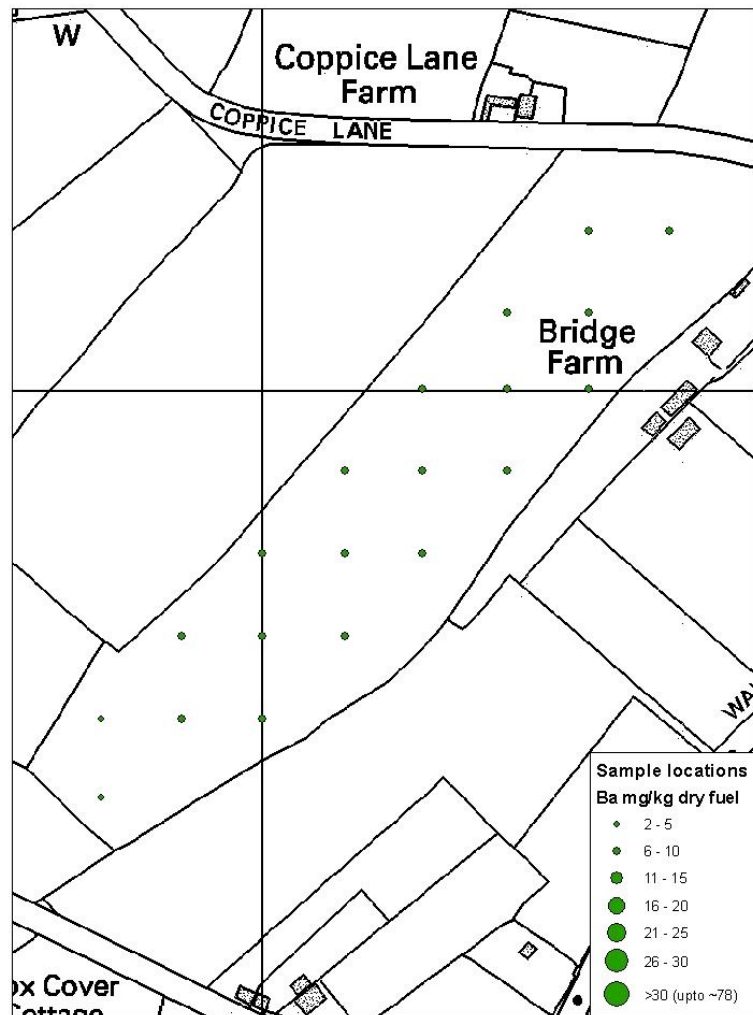 W
Coppice Lane
Farm
COPPICE LANE
Bridge
Farm
WA
Sample locations
Ba mg/kg dry fuel
2 - 5
6 - 10
11 - 15
16 - 20
21 - 25
26 - 30
>30 (upto ~78)
ox Cover
Cottage